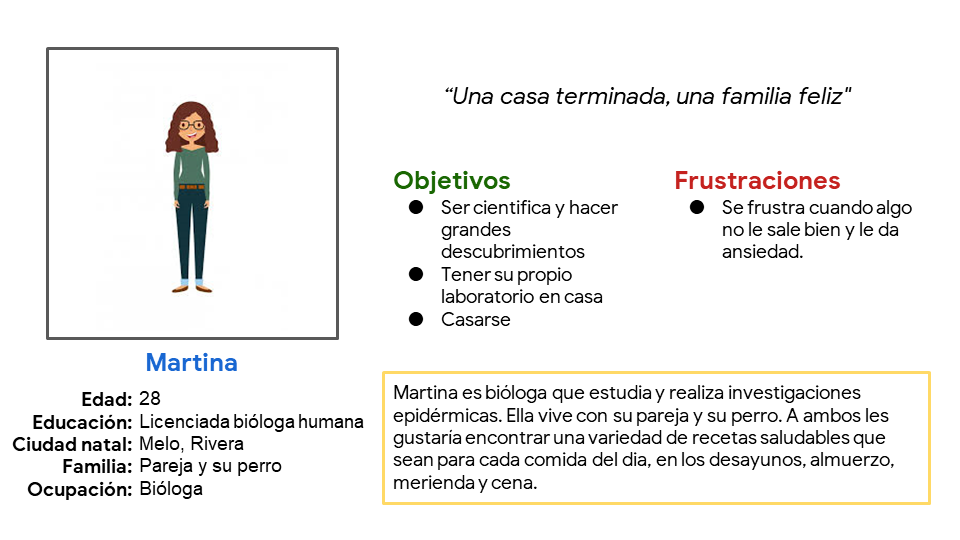 “Una casa terminada, una familia feliz"
Objetivos
● Ser cientifica y hacer
grandes
descubrimientos
● Tener su propio
laboratorio en casa
● Casarse
Frustraciones
● Se frustra cuando algo
no le sale bien y le da
ansiedad.
Martina
Edad: 28
Educación: Licenciada bióloga humana
Ciudad natal: Melo, Rivera
Familia: Pareja y su perro
Ocupación: Bióloga
Martina es bióloga que estudia y realiza investigaciones
epidérmicas. Ella vive con su pareja y su perro. A ambos les
gustaría encontrar una variedad de recetas saludables que
sean para cada comida del dia, en los desayunos, almuerzo,
merienda y cena.